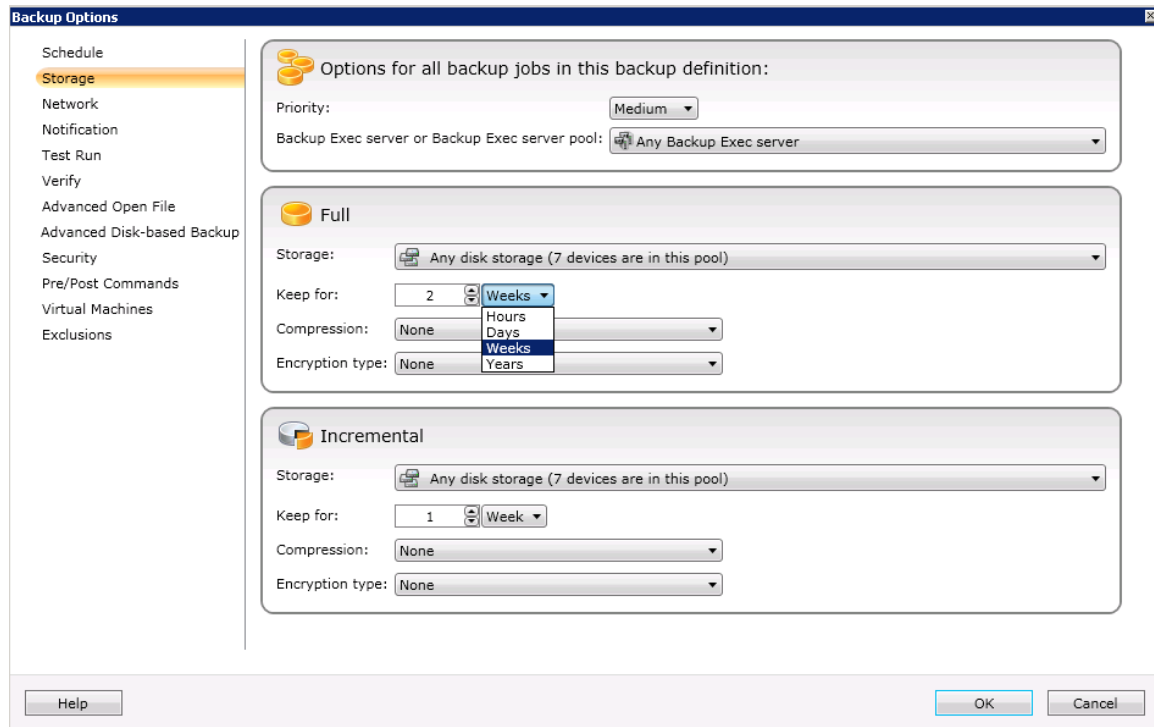 Backup Options
Schedule
Storage
Network
Notification
Test Run
Verify
Advanced Open File
Advanced Disk-based Backup
Security
Pre/Post Commands
Virtual Machines
Exclusions
Options for all backup jobs in this backup definition:
Priority: Medium
Backup Exec server or Backup Exec server pool: Any Backup Exec server
Full
Storage: Any disk storage (7 devices are in this pool)
Keep for: 2 Weeks
Hours
Days
Weeks
Years
Compression: None
Encryption type: None
Incremental
Storage: Any disk storage (7 devices are in this pool)
Keep for: 1 Week
Compression: None
Encryption type: None
Help OK Cancel